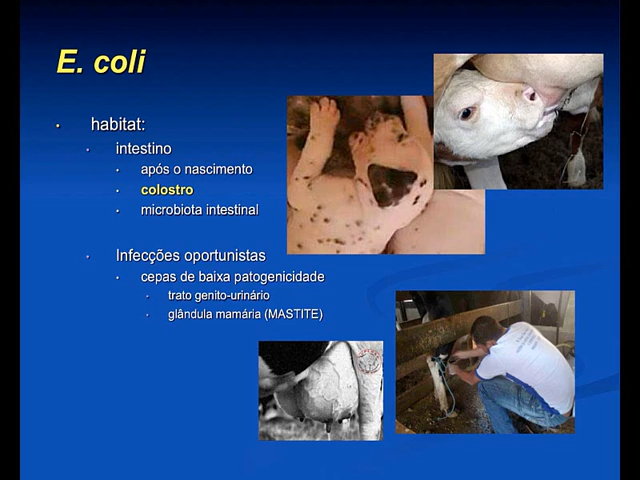 E. coli
habitat:
intestino
após o nascimento
colostro
microbiota intestinal
Infecções oportunistas
cepas de baixa patogenicidade
trato genito-urinário
glândula mamária (MASTITE)